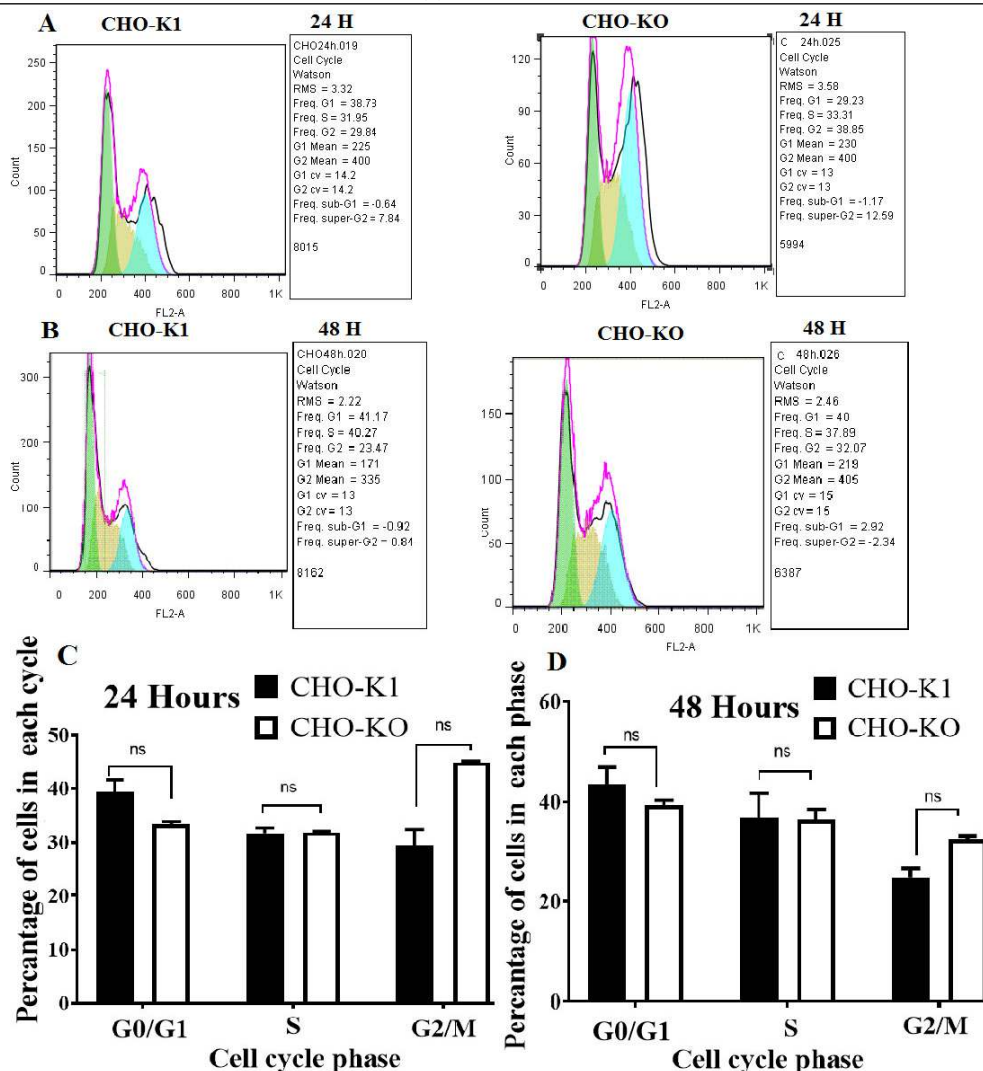 A
CHO-K1
24 H
CHO24h.019
Cell Cycle
Watson
RMS = 3.32
Freq. G1 = 38.73
Freq. S = 31.95
Freq. G2 = 29.84
G1 Mean = 225
G2 Mean = 400
G1 cv = 14.2
G2 cv = 14.2
Freq. sub-G1 = -0.64
Freq. super-G2 = 7.84
8015
250
200
150
100
50
0
Count
0 200 400 600 800 1K
FL2-A
CHO-KO
24 H
C 24h.025
Cell Cycle
Watson
RMS = 3.58
Freq. G1 = 29.23
Freq. S = 33.31
Freq. G2 = 38.85
G1 Mean = 230
G2 Mean = 400
G1 cv = 13
G2 cv = 13
Freq. sub-G1 = -1.17
Freq. super-G2 = 12.59
5994
120
90
60
30
0
Count
0 200 400 600 800 1K
FL2-A
B
CHO-K1
48 H
CHO48h.020
Cell Cycle
Watson
RMS = 2.22
Freq. G1 = 41.17
Freq. S = 40.27
Freq. G2 = 23.47
G1 Mean = 171
G2 Mean = 335
G1 cv = 13
G2 cv = 13
Freq. sub-G1 = -0.92
Freq. super-G2 = 0.84
8162
300
200
100
0
Count
0 200 400 600 800 1K
FL2-A
CHO-KO
48 H
C 48h.026
Cell Cycle
Watson
RMS = 2.46
Freq. G1 = 40
Freq. S = 37.89
Freq. G2 = 32.07
G1 Mean = 219
G2 Mean = 405
G1 cv = 15
G2 cv = 15
Freq. sub-G1 = 2.92
Freq. super-G2 = -2.34
6387
150
100
50
0
Count
0 200 400 600 800 1K
FL2-A
C
24 Hours
CHO-K1
CHO-KO
Percantage of cells in each cycle
50
40
30
20
10
0
ns
ns
ns
G0/G1 S G2/M
Cell cycle phase
D
48 Hours
CHO-K1
CHO-KO
Percantage of cells in each phase
60
40
20
0
ns
ns
ns
G0/G1 S G2/M
Cell cycle phase